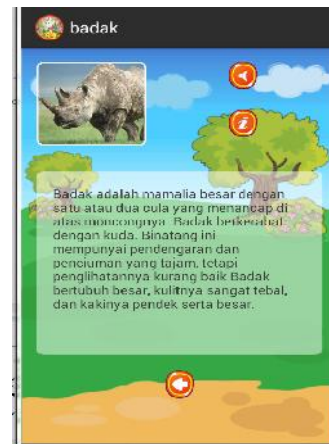 badak
Badak adalah mamalia besar dengan
satu atau dua cula yang menancap di
atas moncongnya. Badak berkerabat
dengan kuda. Binatang ini
mempunyai pendengaran dan
penciuman yang tajam, tetapi
penglihatannya kurang baik Badak
bertubuh besar, kulitnya sangat tebal,
dan kakinya pendek serta besar.